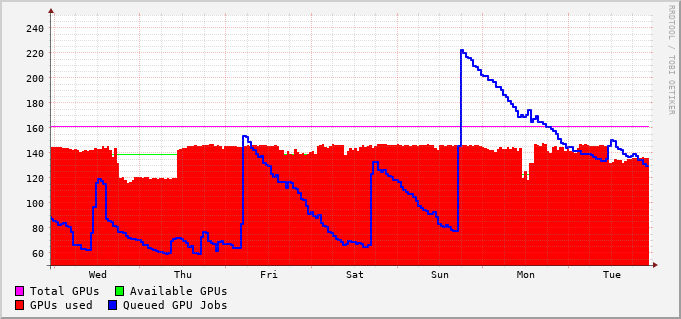 240
220
200
180
160
140
120
100
80
60
Wed Thu Fri Sat Sun Mon Tue
Total GPUs Available GPUs
GPUs used Queued GPU Jobs
RRDTOOL / TOBI OETIKER